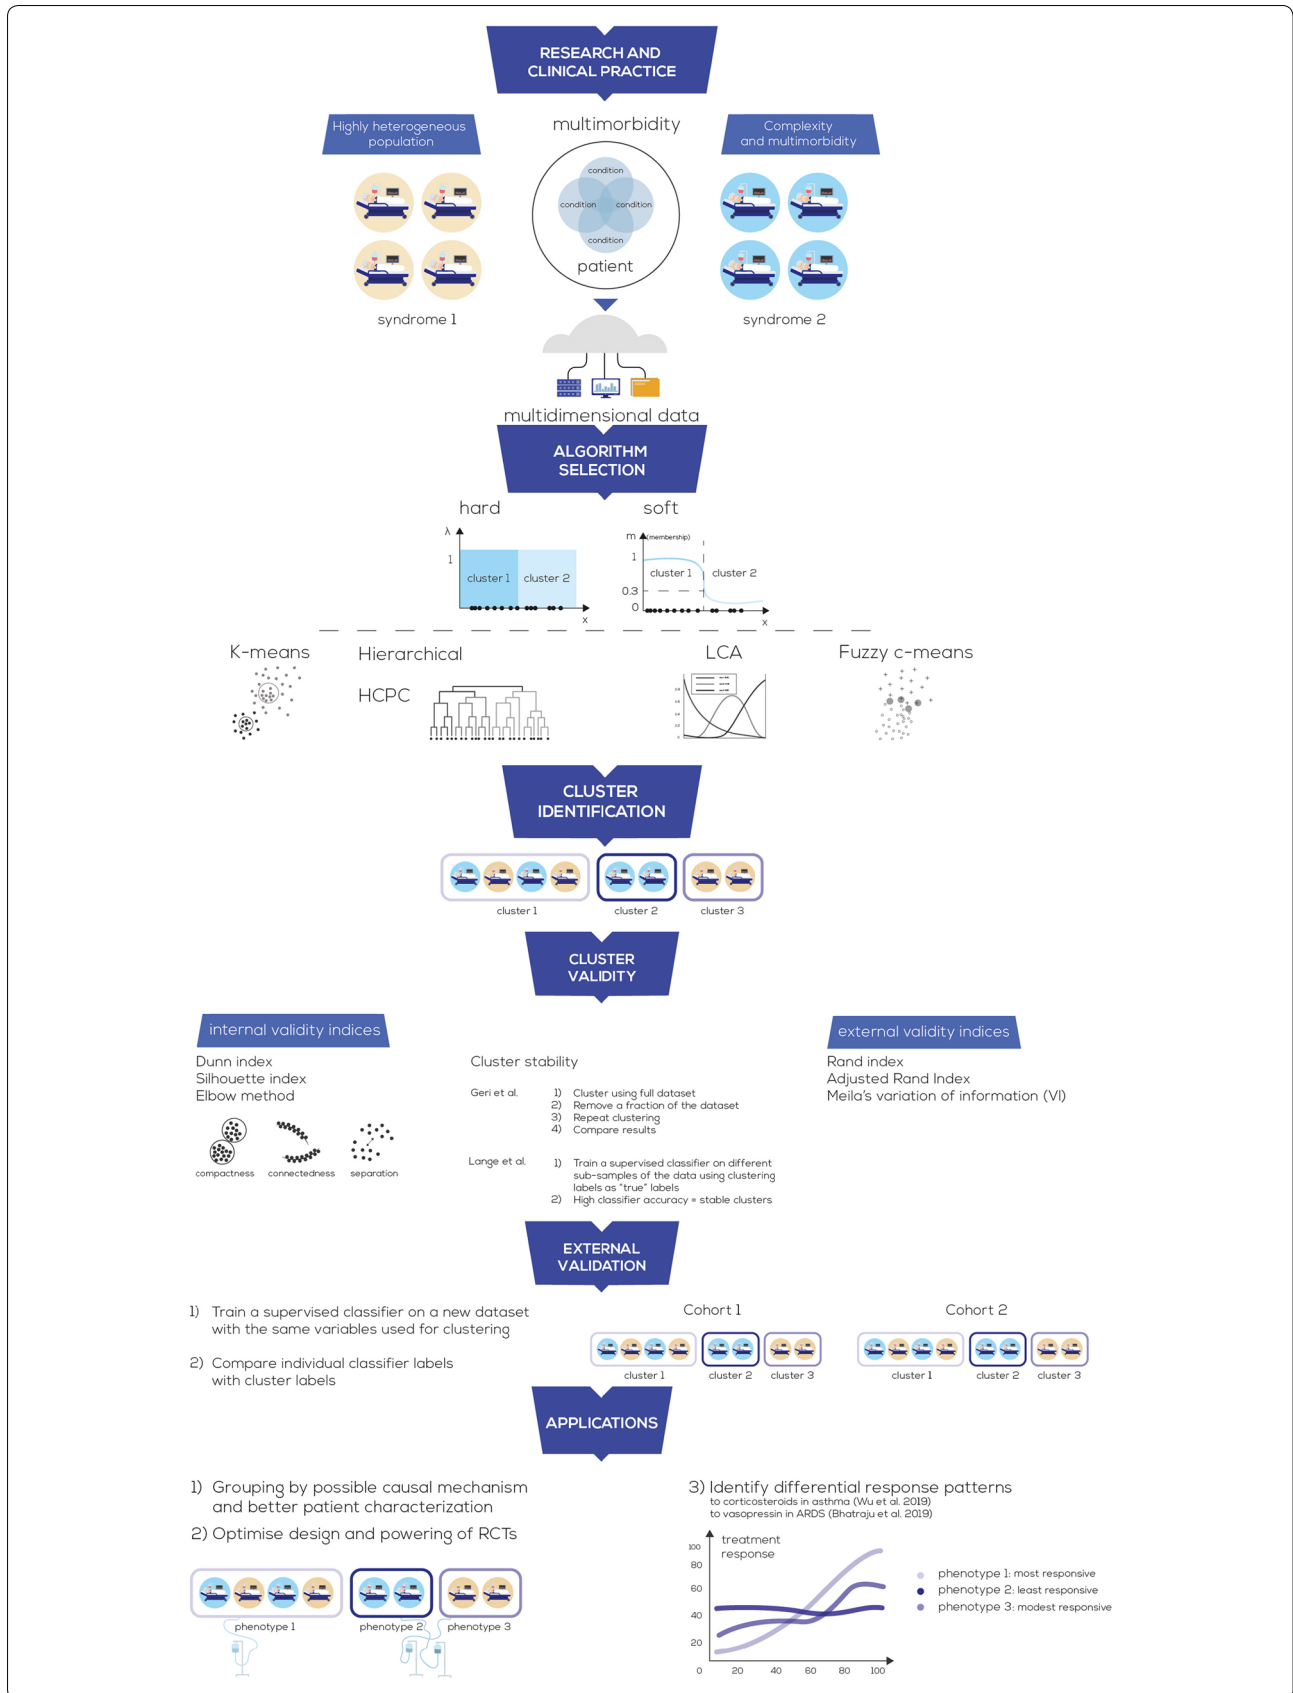 RESEARCH AND
CLINICAL PRACTICE
Highly heterogeneous
population
multimorbidity
Complexity
and multimorbidity
condition
condition
condition
condition
patient
syndrome 1
syndrome 2
multidimensional data
ALGORITHM
SELECTION
hard
soft
λ
1
cluster 1
cluster 2
x
m
(membership)
1
cluster 1
cluster 2
0.3
0
x
K-means
Hierarchical
LCA
Fuzzy c-means
HCPC
CLUSTER
IDENTIFICATION
cluster 1
cluster 2
cluster 3
CLUSTER
VALIDITY
internal validity indices
Dunn index
Silhouette index
Elbow method
compactness
connectedness
separation
Cluster stability
Geri et al.
1) Cluster using full dataset
2) Remove a fraction of the dataset
3) Repeat clustering
4) Compare results
Lange et al.
1) Train a supervised classifier on different
sub-samples of the data using clustering
labels as "true" labels
2) High classifier accuracy = stable clusters
external validity indices
Rand index
Adjusted Rand Index
Meila's variation of information (VI)
EXTERNAL
VALIDATION
1) Train a supervised classifier on a new dataset
with the same variables used for clustering
2) Compare individual classifier labels
with cluster labels
Cohort 1
cluster 1
cluster 2
cluster 3
Cohort 2
cluster 1
cluster 2
cluster 3
APPLICATIONS
1) Grouping by possible causal mechanism
and better patient characterization
2) Optimise design and powering of RCTs
phenotype 1
phenotype 2
phenotype 3
3) Identify differential response patterns
to corticosteroids in asthma (Wu et al. 2019)
to vasopressin in ARDS (Bhatraju et al. 2019)
treatment
response
100
80
60
40
20
0
20
40
60
80
100
phenotype 1: most responsive
phenotype 2: least responsive
phenotype 3: modest responsive